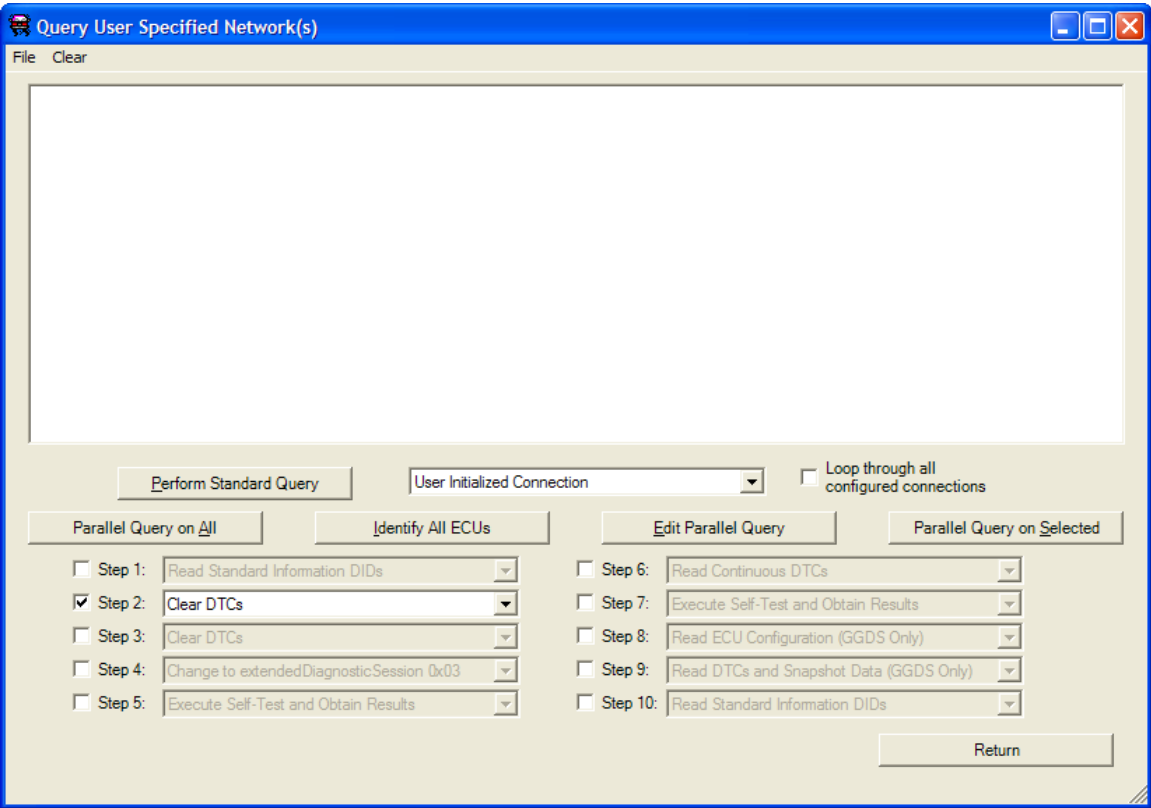 Query User Specified Network(s)
File Clear
Perform Standard Query
User Initialized Connection
Loop through all
configured connections
Parallel Query on All
Identify All ECUs
Edit Parallel Query
Parallel Query on Selected
Step 1: Read Standard Information DIDs
Step 2: Clear DTCs
Step 3: Clear DTCs
Step 4: Change to extendedDiagnosticSession 0x03
Step 5: Execute Self-Test and Obtain Results
Step 6: Read Continuous DTCs
Step 7: Execute Self-Test and Obtain Results
Step 8: Read ECU Configuration (GGDS Only)
Step 9: Read DTCs and Snapshot Data (GGDS Only)
Step 10: Read Standard Information DIDs
Return